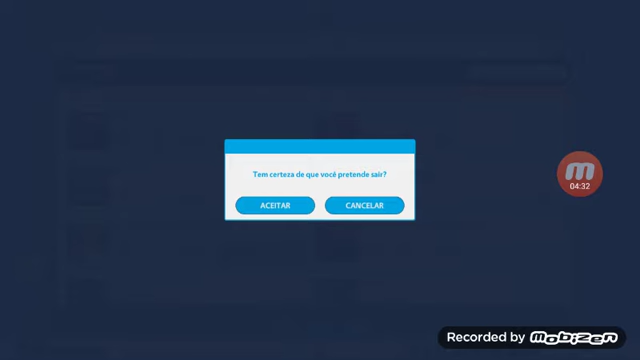 Tem certeza de que você pretende sair?
ACEITAR CANCELAR
04:32
Recorded by mobizen